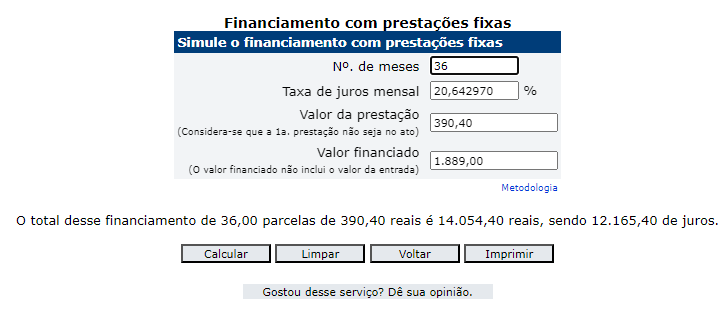 Financiamento com prestações fixas
Simule o financiamento com prestações fixas
Nº. de meses 36
Taxa de juros mensal 20,642970 %
Valor da prestação
(Considera-se que a 1a. prestação não seja no ato) 390,40
Valor financiado
(O valor financiado não inclui o valor da entrada) 1.889,00
Metodologia
O total desse financiamento de 36,00 parcelas de 390,40 reais é 14.054,40 reais, sendo 12.165,40 de juros.
Calcular Limpar Voltar Imprimir
Gostou desse serviço? Dê sua opinião.